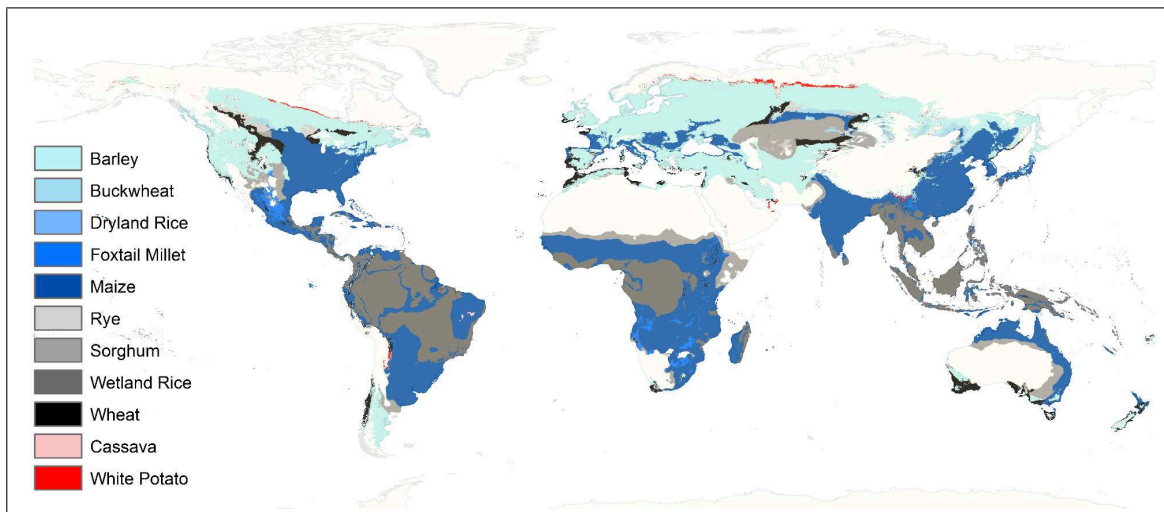 Barley
Buckwheat
Dryland Rice
Foxtail Millet
Maize
Rye
Sorghum
Wetland Rice
Wheat
Cassava
White Potato